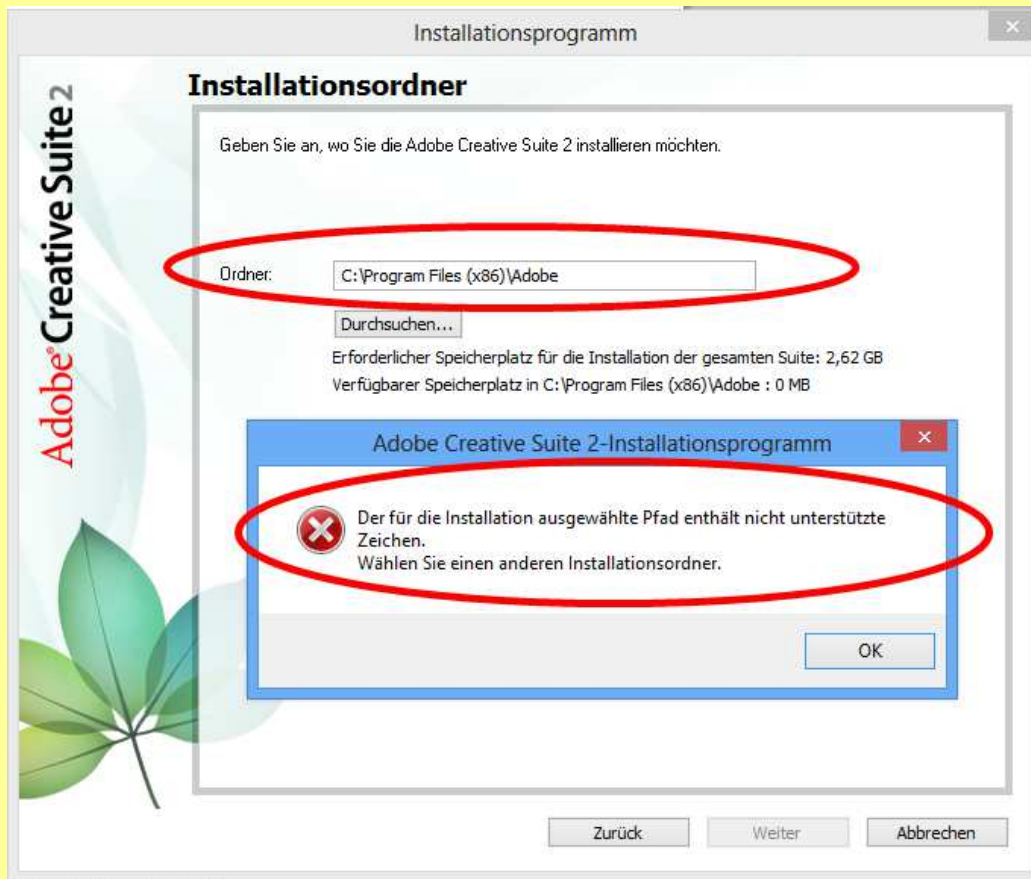 Installationsprogramm
Adobe® Creative Suite 2
Installationsordner
Geben Sie an, wo Sie die Adobe Creative Suite 2 installieren möchten.
Ordner:
C:\Program Files (x86)\Adobe
Durchsuchen...
Erforderlicher Speicherplatz für die Installation der gesamten Suite: 2,62 GB
Verfügbarer Speicherplatz in C:\Program Files (x86)\Adobe : 0 MB
Adobe Creative Suite 2-Installationsprogramm
Der für die Installation ausgewählte Pfad enthält nicht unterstützte
Zeichen.
Wählen Sie einen anderen Installationsordner.
OK
Zurück
Weiter
Abbrechen